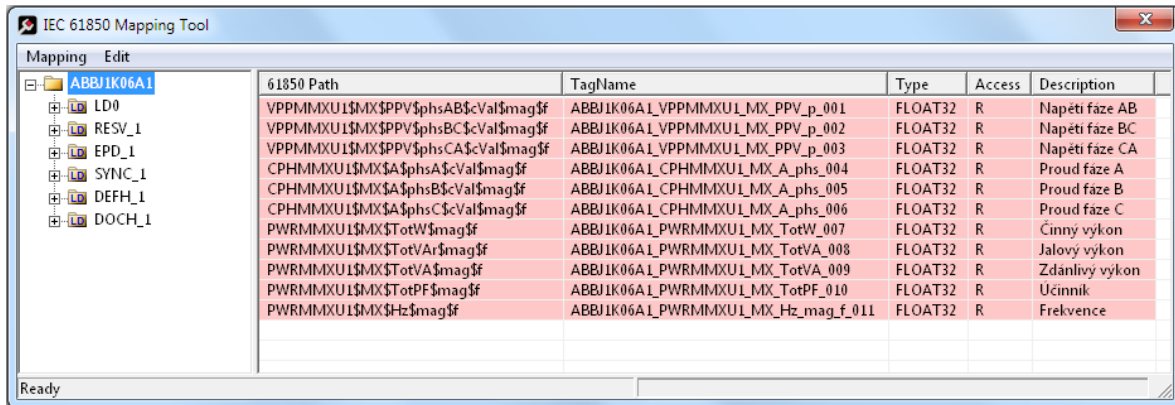 IEC 61850 Mapping Tool
Mapping Edit
ABBJ1K06A1
LD LD0
LD RESV_1
LD EPD_1
LD SYNC_1
LD DEFH_1
LD DOCH_1
61850 Path TagName Type Access Description
VPPMMXU1$MX$PPV$phsAB$cVal$mag$f ABBJ1K06A1_VPPMMXU1_MX_PPV_p_001 FLOAT32 R Napětí fáze AB
VPPMMXU1$MX$PPV$phsBC$cVal$mag$f ABBJ1K06A1_VPPMMXU1_MX_PPV_p_002 FLOAT32 R Napětí fáze BC
VPPMMXU1$MX$PPV$phsCA$cVal$mag$f ABBJ1K06A1_VPPMMXU1_MX_PPV_p_003 FLOAT32 R Napětí fáze CA
CPHMMXU1$MX$A$phsA$cVal$mag$f ABBJ1K06A1_CPHMMXU1_MX_A_phs_004 FLOAT32 R Proud fáze A
CPHMMXU1$MX$A$phsB$cVal$mag$f ABBJ1K06A1_CPHMMXU1_MX_A_phs_005 FLOAT32 R Proud fáze B
CPHMMXU1$MX$A$phsC$cVal$mag$f ABBJ1K06A1_CPHMMXU1_MX_A_phs_006 FLOAT32 R Proud fáze C
PWRMMXU1$MX$TotW$mag$f ABBJ1K06A1_PWRMMXU1_MX_TotW_007 FLOAT32 R Činný výkon
PWRMMXU1$MX$TotVAr$mag$f ABBJ1K06A1_PWRMMXU1_MX_TotVA_008 FLOAT32 R Jalový výkon
PWRMMXU1$MX$TotVA$mag$f ABBJ1K06A1_PWRMMXU1_MX_TotVA_009 FLOAT32 R Zdánlivý výkon
PWRMMXU1$MX$TotPF$mag$f ABBJ1K06A1_PWRMMXU1_MX_TotPF_010 FLOAT32 R Účinník
PWRMMXU1$MX$Hz$mag$f ABBJ1K06A1_PWRMMXU1_MX_Hz_mag_f_011 FLOAT32 R Frekvence
Ready